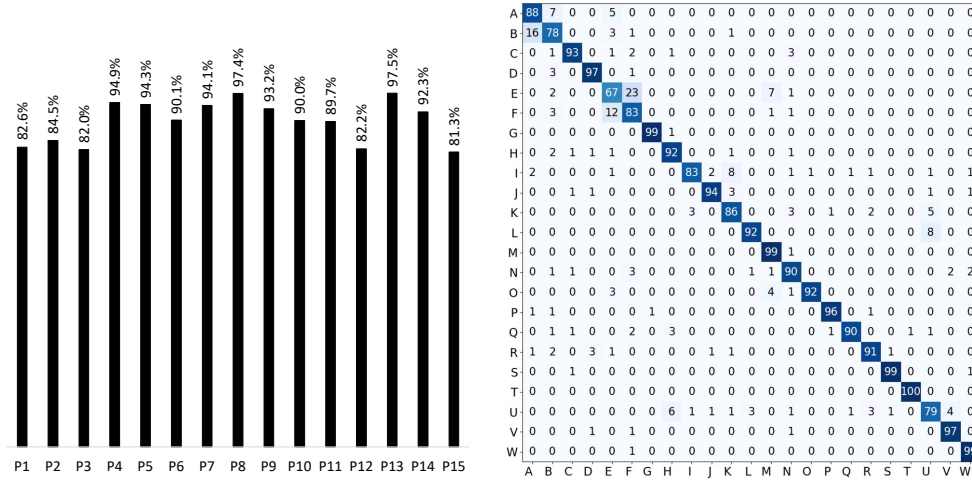 82.6% 84.5% 82.0% 94.9% 94.3% 90.1% 94.1% 97.4% 93.2% 90.0% 89.7% 82.2% 97.5% 92.3% 81.3%
P1 P2 P3 P4 P5 P6 P7 P8 P9 P10 P11 P12 P13 P14 P15
A 88 7 0 0 5 0 0 0 0 0 0 0 0 0 0 0 0 0 0 0 0 0 0
B 16 78 0 0 3 1 0 0 0 0 1 0 0 0 0 0 0 0 0 0 0 0 0
C 0 1 93 0 1 2 0 1 0 0 0 0 0 3 0 0 0 0 0 0 0 0 0
D 0 3 0 97 0 1 0 0 0 0 0 0 0 0 0 0 0 0 0 0 0 0 0
E 0 2 0 0 67 23 0 0 0 0 0 0 7 1 0 0 0 0 0 0 0 0 0
F 0 3 0 0 12 83 0 0 0 0 0 0 1 1 0 0 0 0 0 0 0 0 0
G 0 0 0 0 0 0 99 1 0 0 0 0 0 0 0 0 0 0 0 0 0 0 0
H 0 2 1 1 1 0 0 92 0 0 1 0 0 1 0 0 0 0 0 0 0 0 0
I 2 0 0 0 1 0 0 0 83 2 8 0 0 1 1 0 1 1 0 0 1 0 1
J 0 0 1 1 0 0 0 0 0 94 3 0 0 0 0 0 0 0 0 0 1 0 1
K 0 0 0 0 0 0 0 0 3 0 86 0 0 3 0 1 0 2 0 0 5 0 0
L 0 0 0 0 0 0 0 0 0 0 0 92 0 0 0 0 0 0 0 0 8 0 0
M 0 0 0 0 0 0 0 0 0 0 0 0 99 1 0 0 0 0 0 0 0 0 0
N 0 1 1 0 0 3 0 0 0 0 0 1 1 90 0 0 0 0 0 0 0 2 2
O 0 0 0 0 3 0 0 0 0 0 0 0 4 1 92 0 0 0 0 0 0 0 0
P 1 1 0 0 0 0 1 0 0 0 0 0 0 0 0 96 0 1 0 0 0 0 0
Q 0 1 1 0 0 2 0 3 0 0 0 0 0 0 0 1 90 0 0 1 1 0 0
R 1 2 0 3 1 0 0 0 0 1 1 0 0 0 0 0 0 91 1 0 0 0 0
S 0 0 1 0 0 0 0 0 0 0 0 0 0 0 0 0 0 0 99 0 0 0 1
T 0 0 0 0 0 0 0 0 0 0 0 0 0 0 0 0 0 0 0 100 0 0 0
U 0 0 0 0 0 0 0 6 1 1 1 3 0 1 0 0 1 3 1 0 79 4 0
V 0 0 0 1 0 1 0 0 0 0 0 0 0 1 0 0 0 0 0 0 0 97 0
W 0 0 0 0 0 1 0 0 0 0 0 0 0 0 0 0 0 0 0 0 0 0 99
A B C D E F G H I J K L M N O P Q R S T U V W